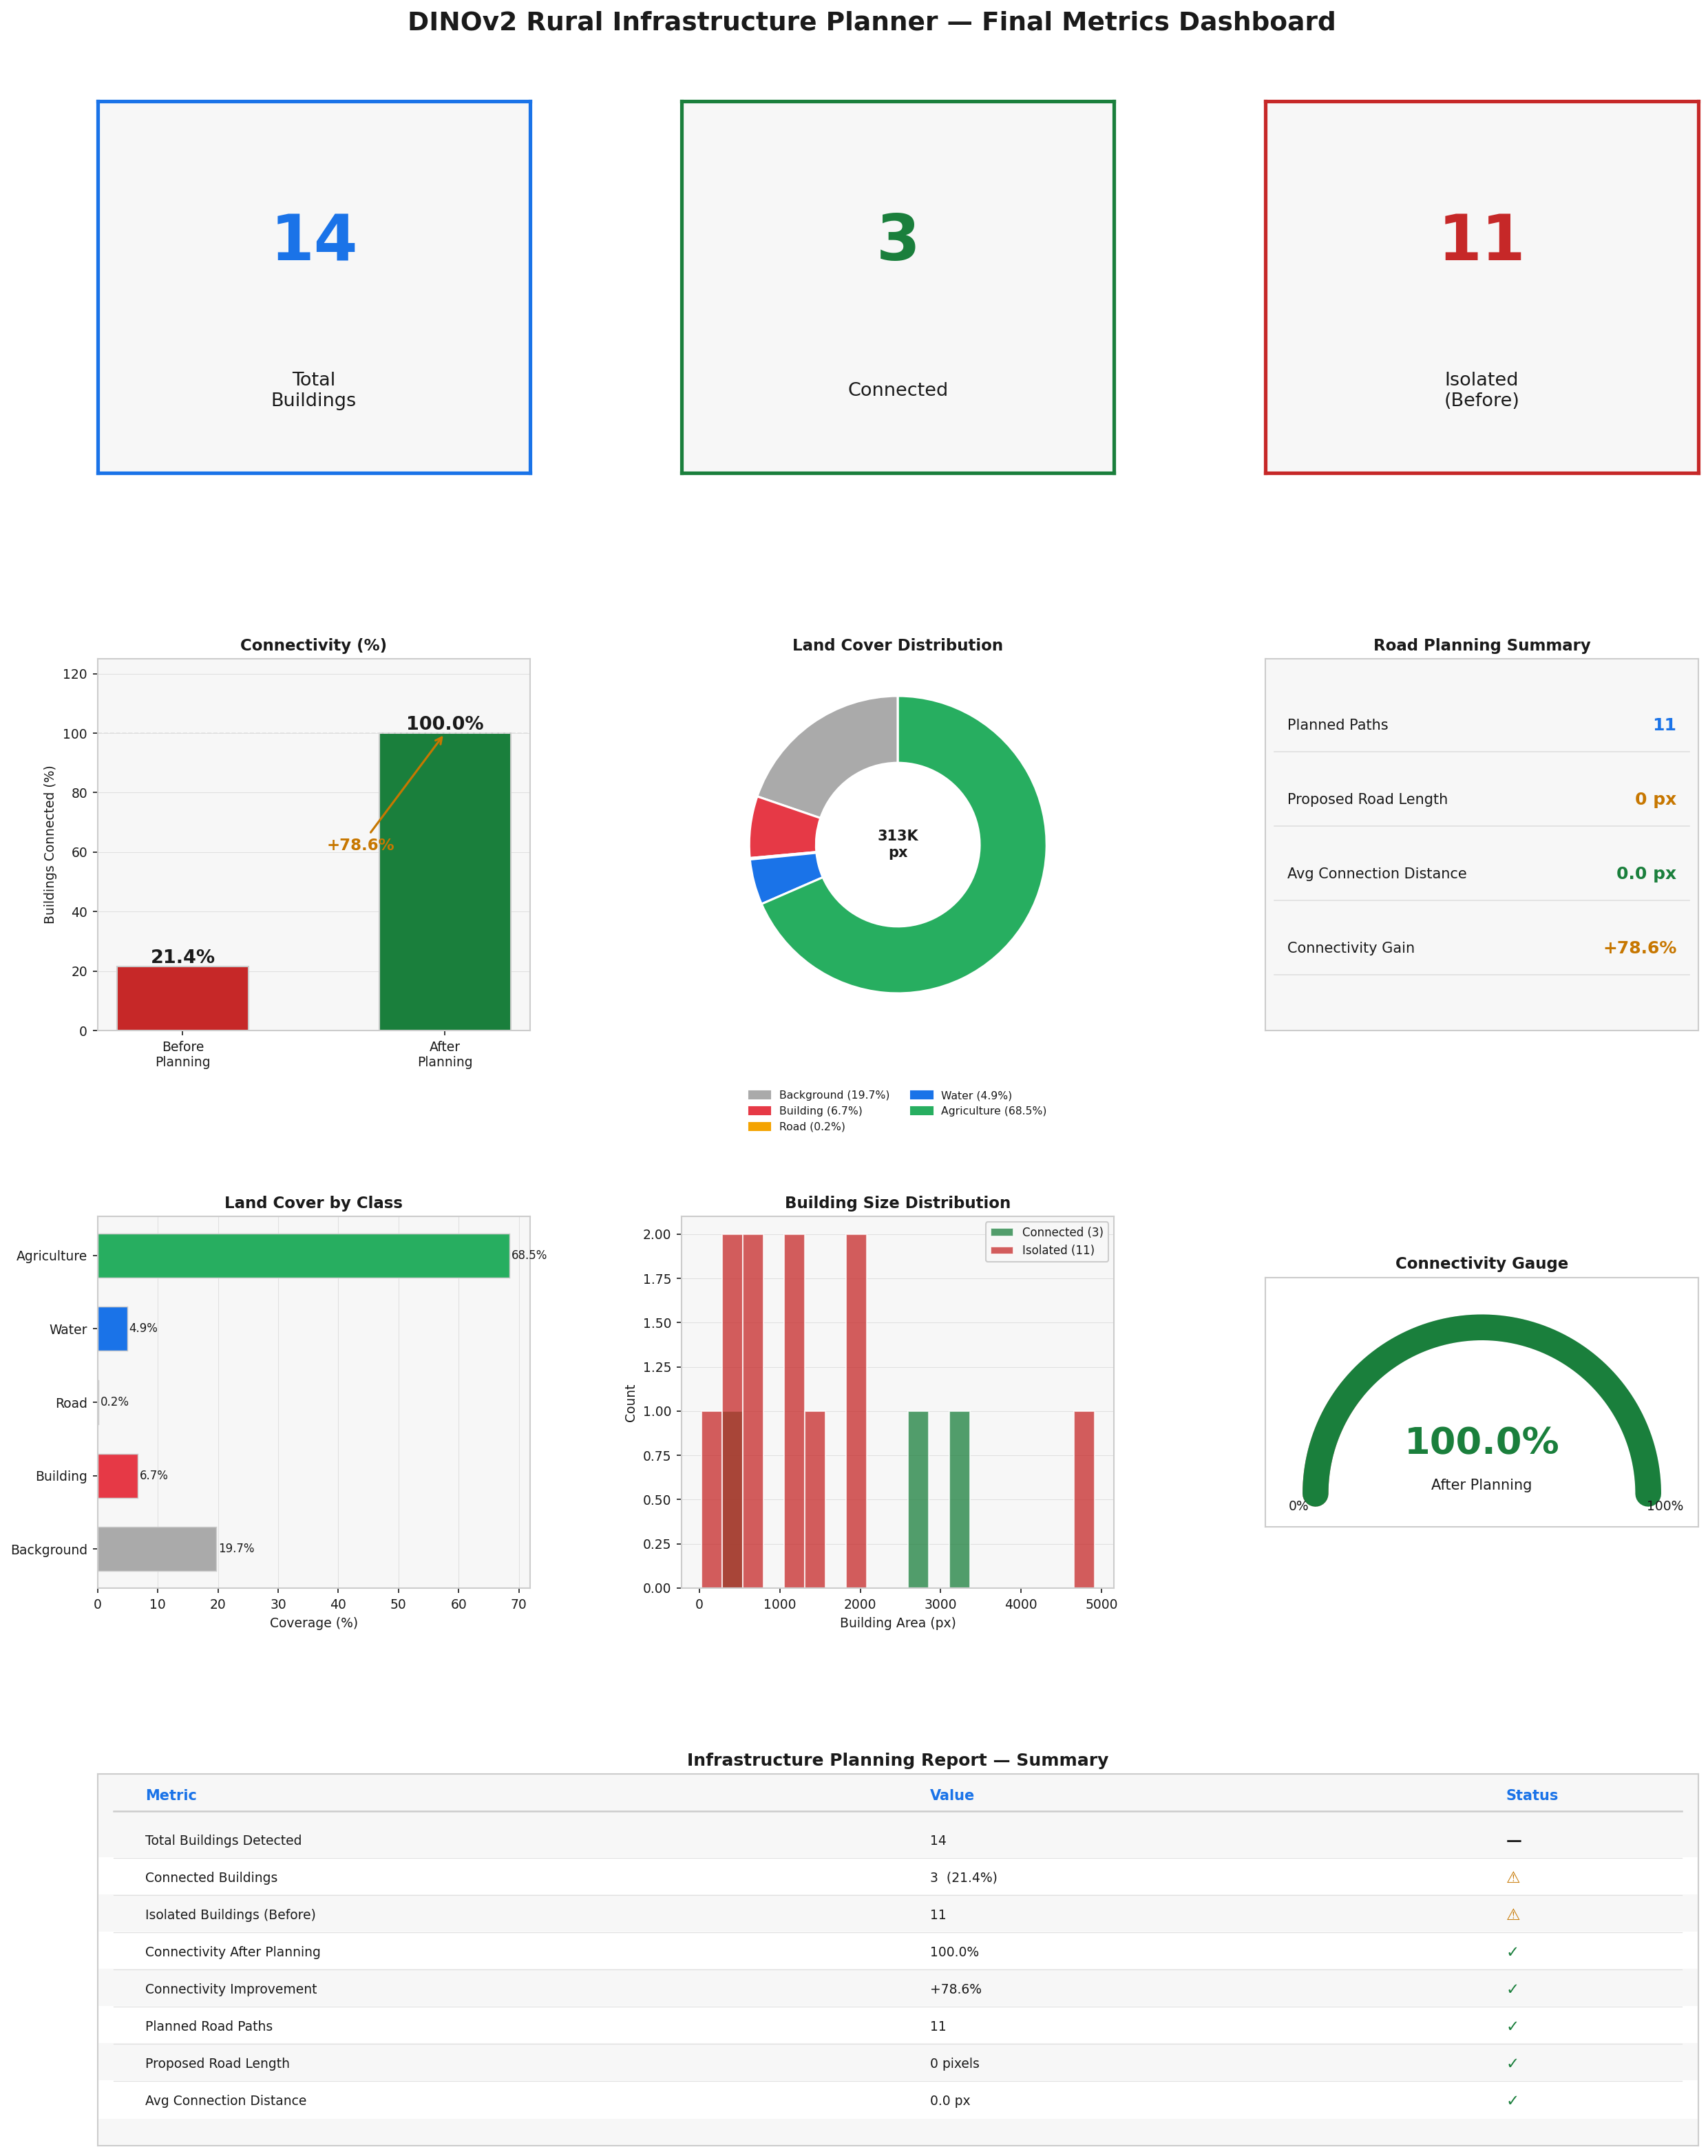 DINOv2 Rural Infrastructure Planner — Final Metrics Dashboard
14
Total
Buildings
3
Connected
11
Isolated
(Before)
Connectivity (%)
Buildings Connected (%)
120
100
80
60
40
20
0
100.0%
+78.6%
21.4%
Before
Planning
After
Planning
Land Cover Distribution
313K
px
Background (19.7%)
Building (6.7%)
Road (0.2%)
Water (4.9%)
Agriculture (68.5%)
Road Planning Summary
Planned Paths 11
Proposed Road Length 0 px
Avg Connection Distance 0.0 px
Connectivity Gain +78.6%
Land Cover by Class
Agriculture 68.5%
Water 4.9%
Road 0.2%
Building 6.7%
Background 19.7%
0 10 20 30 40 50 60 70
Coverage (%)
Building Size Distribution
Count
2.00
1.75
1.50
1.25
1.00
0.75
0.50
0.25
0.00
Connected (3)
Isolated (11)
0 1000 2000 3000 4000 5000
Building Area (px)
Connectivity Gauge
100.0%
After Planning
0% 100%
Infrastructure Planning Report — Summary
Metric Value Status
Total Buildings Detected 14 —
Connected Buildings 3 (21.4%) ⚠
Isolated Buildings (Before) 11 ⚠
Connectivity After Planning 100.0% ✓
Connectivity Improvement +78.6% ✓
Planned Road Paths 11 ✓
Proposed Road Length 0 pixels ✓
Avg Connection Distance 0.0 px ✓